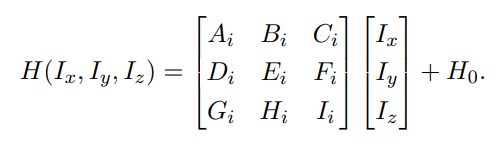 $$H(I_x, I_y, I_z) = \begin{bmatrix} A_i & B_i & C_i \\ D_i & E_i & F_i \\ G_i & H_i & I_i \end{bmatrix} \begin{bmatrix} I_x \\ I_y \\ I_z \end{bmatrix} + H_0.$$